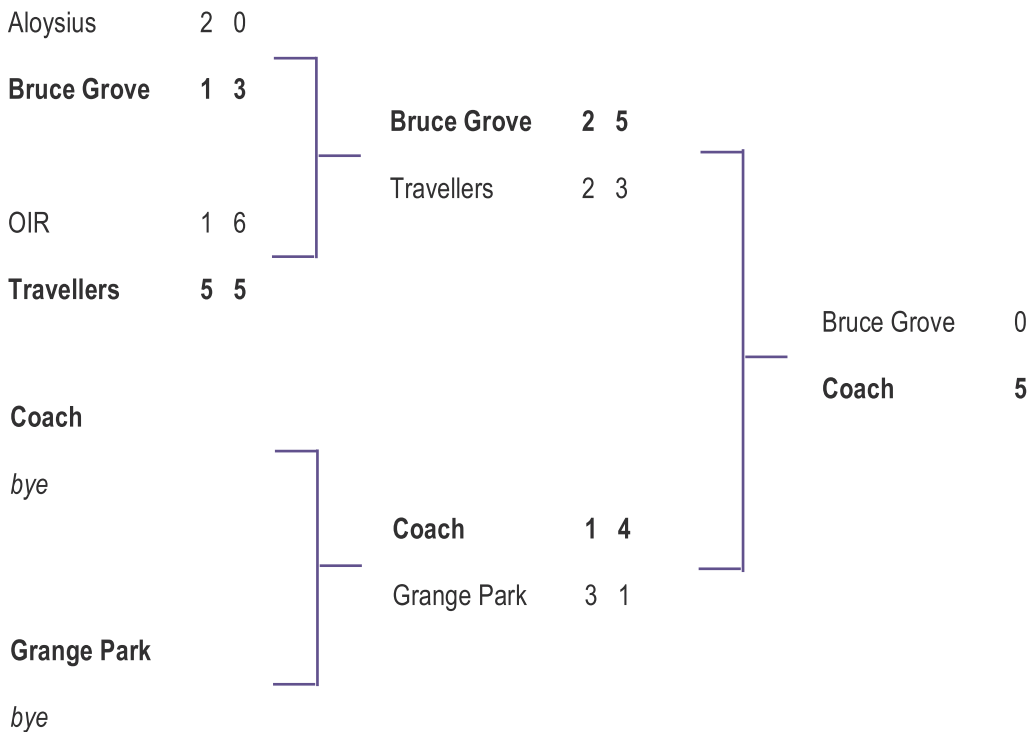 Aloysius 2 0
Bruce Grove 1 3
OIR 1 6
Travellers 5 5
Coach
bye
Grange Park
bye
Bruce Grove 2 5
Travellers 2 3
Coach 1 4
Grange Park 3 1
Bruce Grove 0
Coach 5